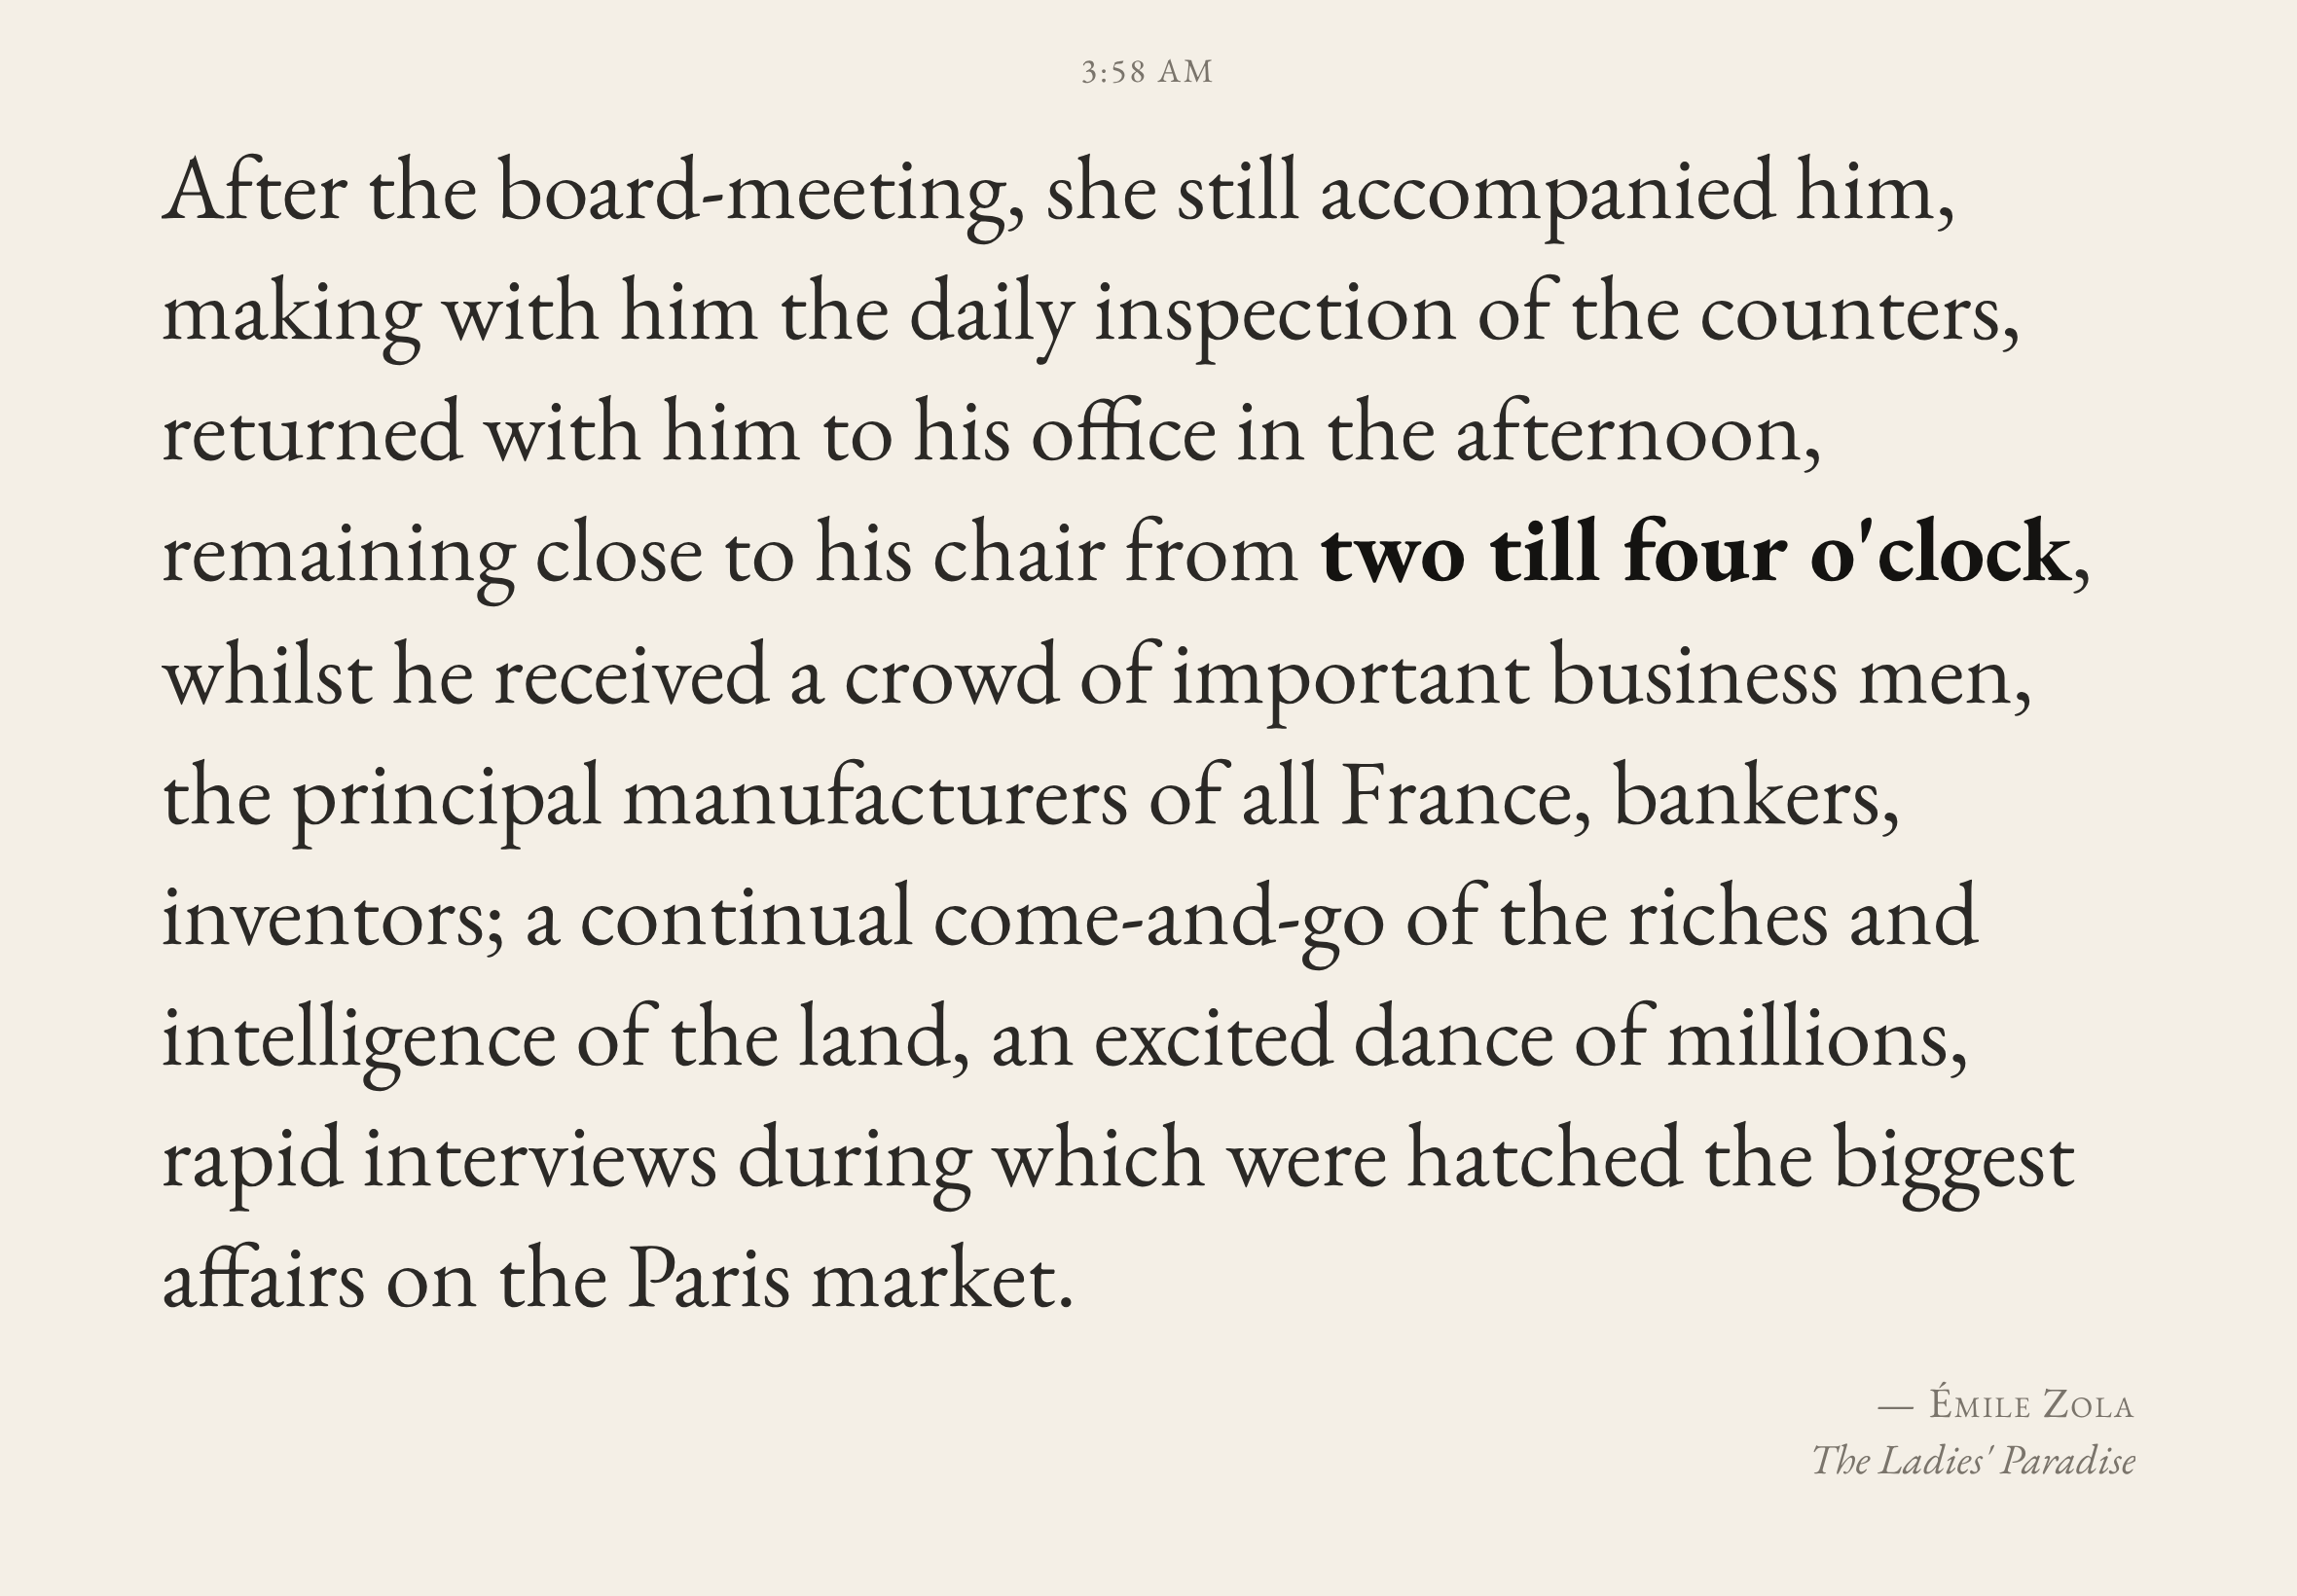 3:58 AM
After the board-meeting, she still accompanied him,
making with him the daily inspection of the counters,
returned with him to his office in the afternoon,
remaining close to his chair from two till four o'clock,
whilst he received a crowd of important business men,
the principal manufacturers of all France, bankers,
inventors; a continual come-and-go of the riches and
intelligence of the land, an excited dance of millions,
rapid interviews during which were hatched the biggest
affairs on the Paris market.
— Émile Zola
The Ladies' Paradise